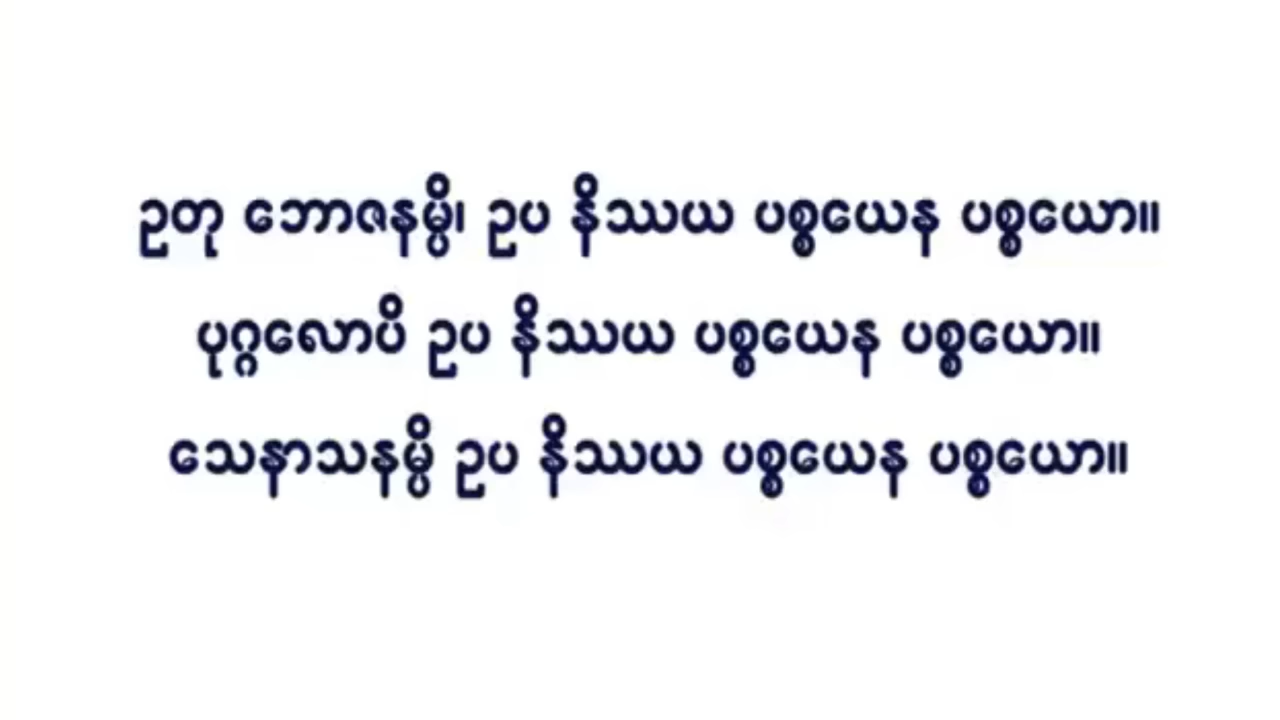 ဥတု ဘောဇနမ္ပိ၊ ဥပ နိဿယ ပစ္စယေန ပစ္စယော။
ပုဂ္ဂလောပိ ဥပ နိဿယ ပစ္စယေန ပစ္စယော။
သေနာသနမ္ပိ ဥပ နိဿယ ပစ္စယေန ပစ္စယော။